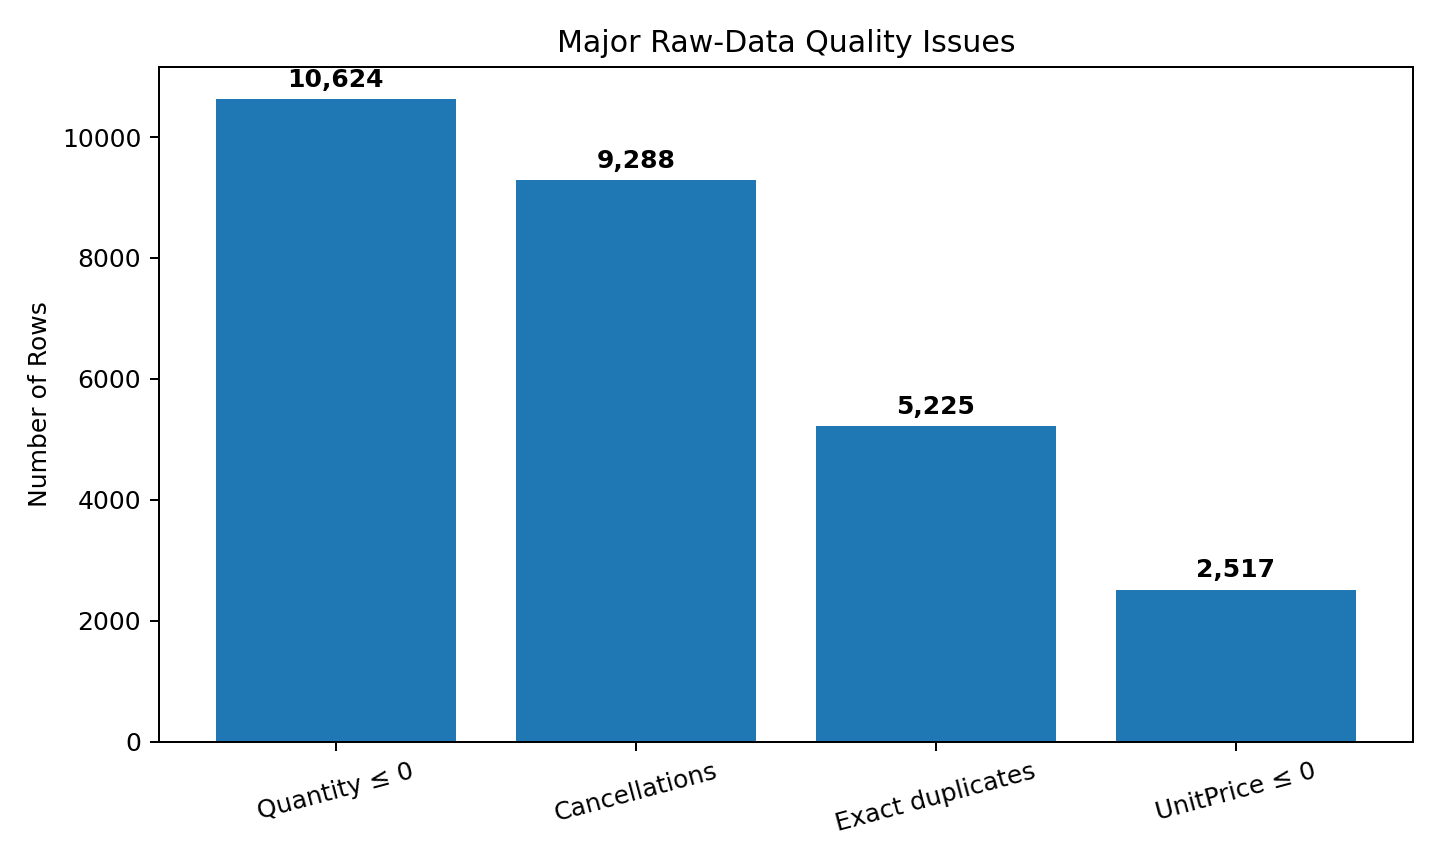 Major Raw-Data Quality Issues
10,624
9,288
5,225
2,517
10000
8000
6000
4000
2000
0
Number of Rows
Quantity ≤ 0
Cancellations
Exact duplicates
UnitPrice ≤ 0